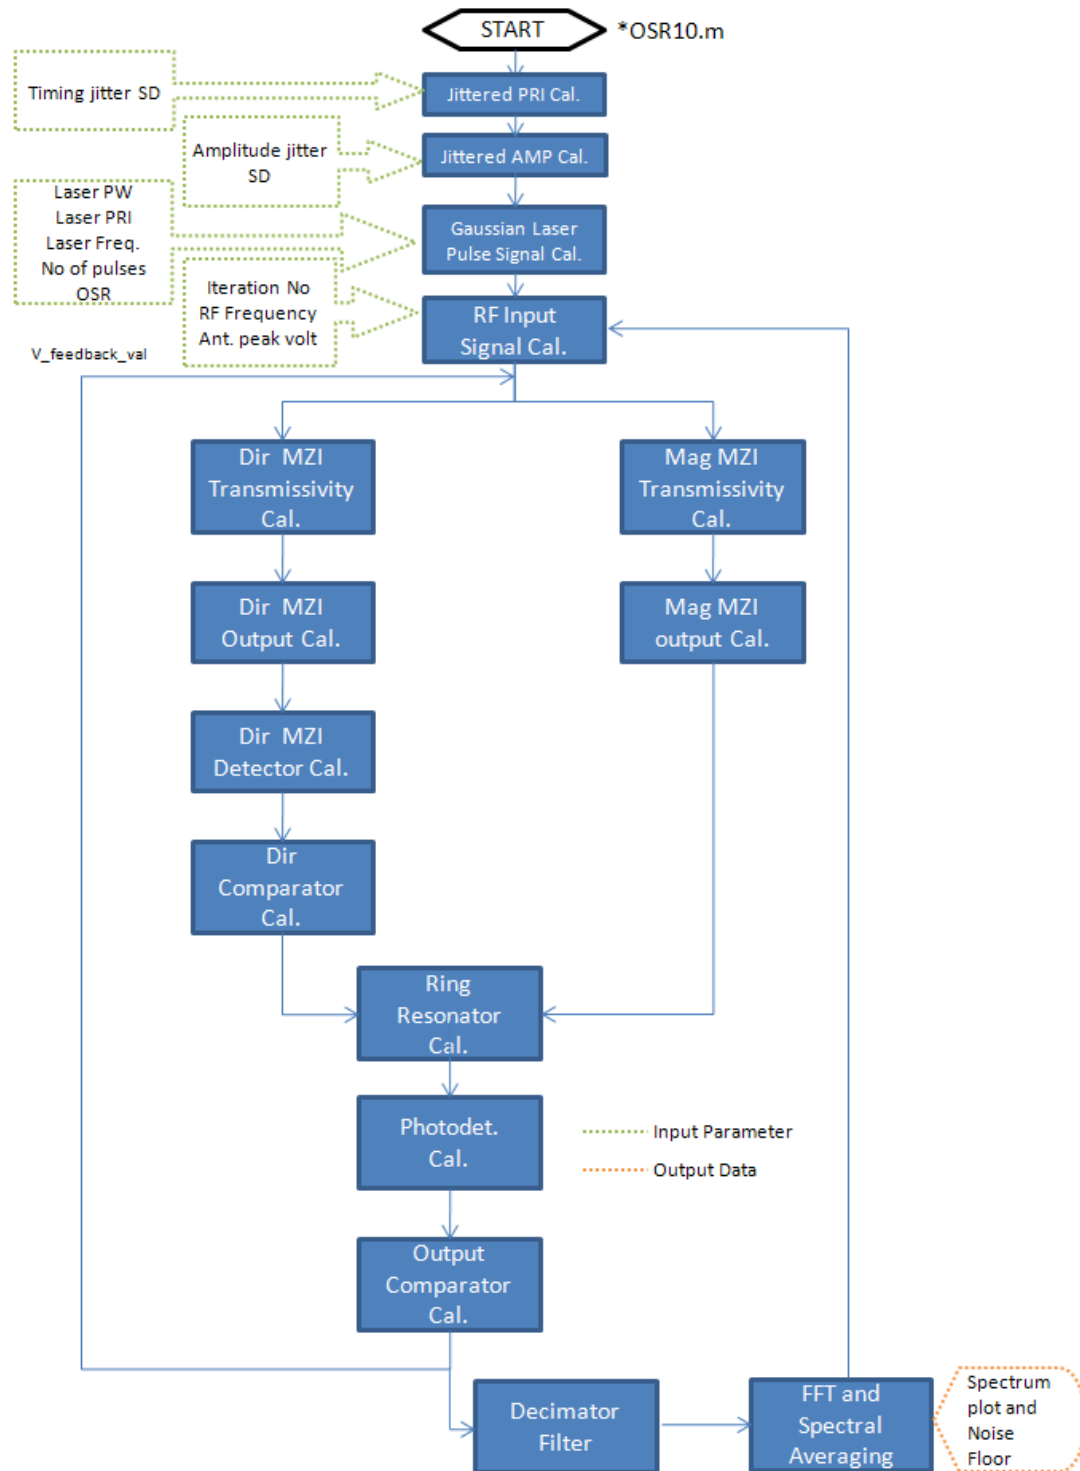 START
*OSR10.m
Timing jitter SD
Jittered PRI Cal.
Amplitude jitter
SD
Jittered AMP Cal.
Laser PW
Laser PRI
Laser Freq.
No of pulses
OSR
Gaussian Laser
Pulse Signal Cal.
Iteration No
RF Frequency
Ant. peak volt
RF Input
Signal Cal.
V_feedback_val
Dir MZI
Transmissivity
Cal.
Mag MZI
Transmissivity
Cal.
Dir MZI
Output Cal.
Mag MZI
output Cal.
Dir MZI
Detector Cal.
Dir
Comparator
Cal.
Ring
Resonator
Cal.
Photodet.
Cal.
Input Parameter
Output Data
Output
Comparator
Cal.
Decimator
Filter
FFT and
Spectral
Averaging
Spectrum
plot and
Noise
Floor